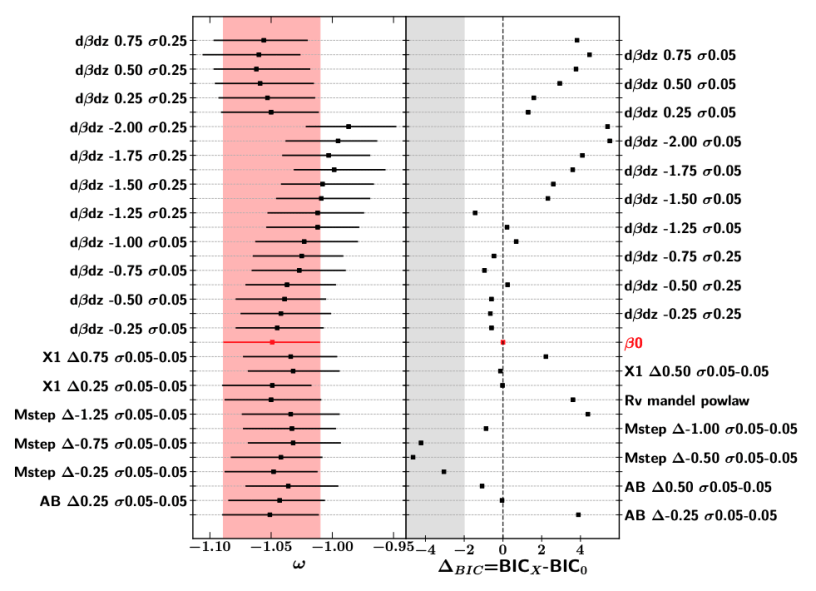 dβdz 0.75 σ0.25
dβdz 0.75 σ0.05
dβdz 0.50 σ0.25
dβdz 0.50 σ0.05
dβdz 0.25 σ0.25
dβdz 0.25 σ0.05
dβdz -2.00 σ0.25
dβdz -2.00 σ0.05
dβdz -1.75 σ0.25
dβdz -1.75 σ0.05
dβdz -1.50 σ0.25
dβdz -1.50 σ0.05
dβdz -1.25 σ0.25
dβdz -1.25 σ0.05
dβdz -1.00 σ0.05
dβdz -0.75 σ0.25
dβdz -0.75 σ0.05
dβdz -0.50 σ0.25
dβdz -0.50 σ0.05
dβdz -0.25 σ0.25
dβdz -0.25 σ0.05
β0
X1 Δ0.75 σ0.05-0.05
X1 Δ0.50 σ0.05-0.05
X1 Δ0.25 σ0.05-0.05
Rv mandel powlaw
Mstep Δ-1.25 σ0.05-0.05
Mstep Δ-1.00 σ0.05-0.05
Mstep Δ-0.75 σ0.05-0.05
Mstep Δ-0.50 σ0.05-0.05
Mstep Δ-0.25 σ0.05-0.05
AB Δ0.50 σ0.05-0.05
AB Δ0.25 σ0.05-0.05
AB Δ-0.25 σ0.05-0.05
−1.10 −1.05 −1.00 −0.95 −4 −2 0 2 4
ω
Δ_BIC=BIC_X-BIC_0